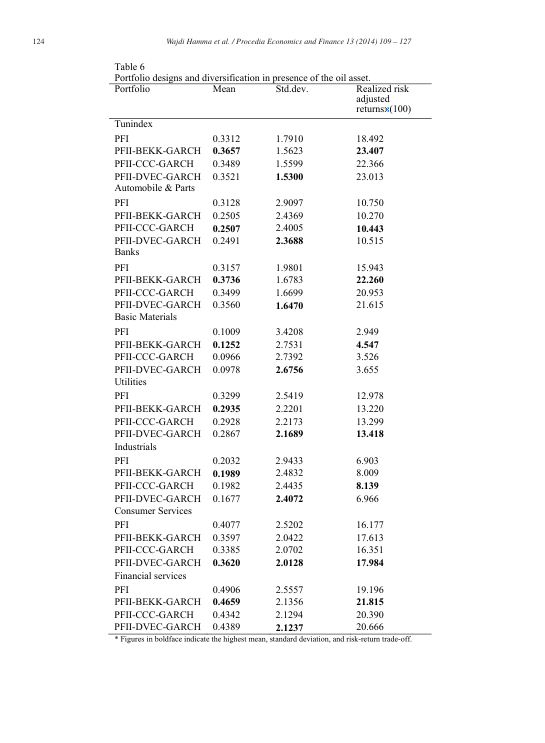 124
Wajdi Hamma et al. / Procedia Economics and Finance 13 (2014) 109 – 127
Table 6
Portfolio designs and diversification in presence of the oil asset.
Portfolio Mean Std.dev. Realized risk
adjusted
returns×(100)
Tunindex
PFI 0.3312 1.7910 18.492
PFII-BEKK-GARCH 0.3657 1.5623 23.407
PFII-CCC-GARCH 0.3489 1.5599 22.366
PFII-DVEC-GARCH 0.3521 1.5300 23.013
Automobile & Parts
PFI 0.3128 2.9097 10.750
PFII-BEKK-GARCH 0.2505 2.4369 10.270
PFII-CCC-GARCH 0.2507 2.4005 10.443
PFII-DVEC-GARCH 0.2491 2.3688 10.515
Banks
PFI 0.3157 1.9801 15.943
PFII-BEKK-GARCH 0.3736 1.6783 22.260
PFII-CCC-GARCH 0.3499 1.6699 20.953
PFII-DVEC-GARCH 0.3560 1.6470 21.615
Basic Materials
PFI 0.1009 3.4208 2.949
PFII-BEKK-GARCH 0.1252 2.7531 4.547
PFII-CCC-GARCH 0.0966 2.7392 3.526
PFII-DVEC-GARCH 0.0978 2.6756 3.655
Utilities
PFI 0.3299 2.5419 12.978
PFII-BEKK-GARCH 0.2935 2.2201 13.220
PFII-CCC-GARCH 0.2928 2.2173 13.299
PFII-DVEC-GARCH 0.2867 2.1689 13.418
Industrials
PFI 0.2032 2.9433 6.903
PFII-BEKK-GARCH 0.1989 2.4832 8.009
PFII-CCC-GARCH 0.1982 2.4435 8.139
PFII-DVEC-GARCH 0.1677 2.4072 6.966
Consumer Services
PFI 0.4077 2.5202 16.177
PFII-BEKK-GARCH 0.3597 2.0422 17.613
PFII-CCC-GARCH 0.3385 2.0702 16.351
PFII-DVEC-GARCH 0.3620 2.0128 17.984
Financial services
PFI 0.4906 2.5557 19.196
PFII-BEKK-GARCH 0.4659 2.1356 21.815
PFII-CCC-GARCH 0.4342 2.1294 20.390
PFII-DVEC-GARCH 0.4389 2.1237 20.666
* Figures in boldface indicate the highest mean, standard deviation, and risk-return trade-off.